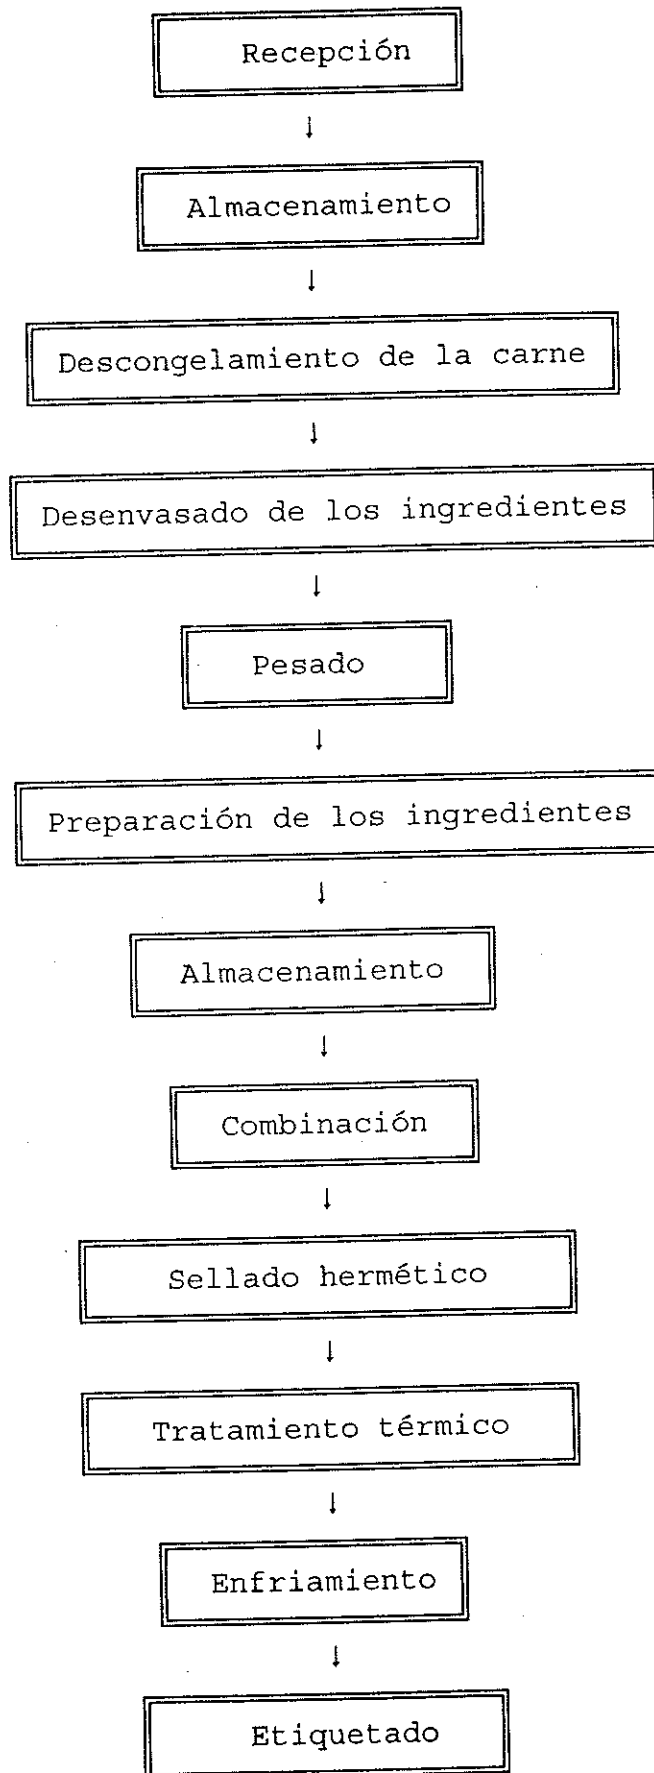 Recepción
↓
Almacenamiento
↓
Descongelamiento de la carne
↓
Desenvasado de los ingredientes
↓
Pesado
↓
Preparación de los ingredientes
↓
Almacenamiento
↓
Combinación
↓
Sellado hermético
↓
Tratamiento térmico
↓
Enfriamiento
↓
Etiquetado